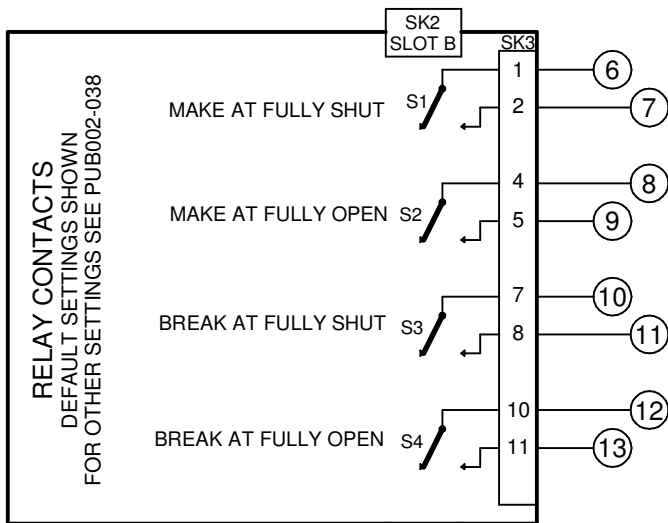 SK2
SLOT B
SK3
RELAY CONTACTS
DEFAULT SETTINGS SHOWN
FOR OTHER SETTINGS SEE PUB002-038
1
6
MAKE AT FULLY SHUT
S1
2
7
4
8
MAKE AT FULLY OPEN
S2
5
9
7
10
BREAK AT FULLY SHUT
S3
8
11
10
12
BREAK AT FULLY OPEN
S4
11
13